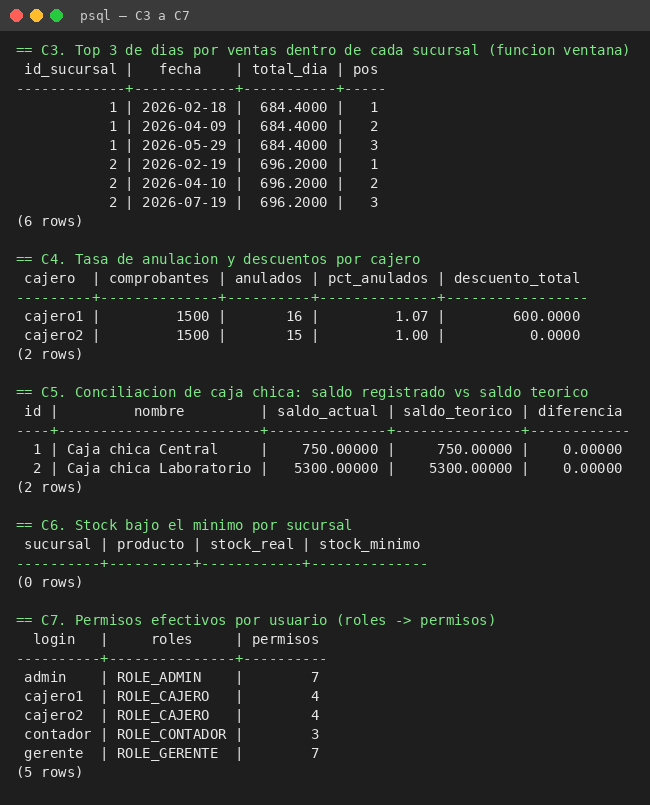 psql — C3 a C7
== C3. Top 3 de dias por ventas dentro de cada sucursal (funcion ventana)
 id_sucursal |   fecha    | total_dia | pos
-------------+------------+-----------+-----
           1 | 2026-02-18 |  684.4000 |   1
           1 | 2026-04-09 |  684.4000 |   2
           1 | 2026-05-29 |  684.4000 |   3
           2 | 2026-02-19 |  696.2000 |   1
           2 | 2026-04-10 |  696.2000 |   2
           2 | 2026-07-19 |  696.2000 |   3
(6 rows)

== C4. Tasa de anulacion y descuentos por cajero
 cajero  | comprobantes | anulados | pct_anulados | descuento_total
---------+--------------+----------+--------------+-----------------
 cajero1 |         1500 |       16 |         1.07 |        600.0000
 cajero2 |         1500 |       15 |         1.00 |          0.0000
(2 rows)

== C5. Conciliacion de caja chica: saldo registrado vs saldo teorico
 id |         nombre         | saldo_actual | saldo_teorico | diferencia
----+------------------------+--------------+---------------+------------
  1 | Caja chica Central     |    750.00000 |     750.00000 |    0.00000
  2 | Caja chica Laboratorio |   5300.00000 |    5300.00000 |    0.00000
(2 rows)

== C6. Stock bajo el minimo por sucursal
 sucursal | producto | stock_real | stock_minimo
----------+----------+------------+--------------
(0 rows)

== C7. Permisos efectivos por usuario (roles -> permisos)
  login   |     roles     | permisos
----------+---------------+----------
 admin    | ROLE_ADMIN    |        7
 cajero1  | ROLE_CAJERO   |        4
 cajero2  | ROLE_CAJERO   |        4
 contador | ROLE_CONTADOR |        3
 gerente  | ROLE_GERENTE  |        7
(5 rows)